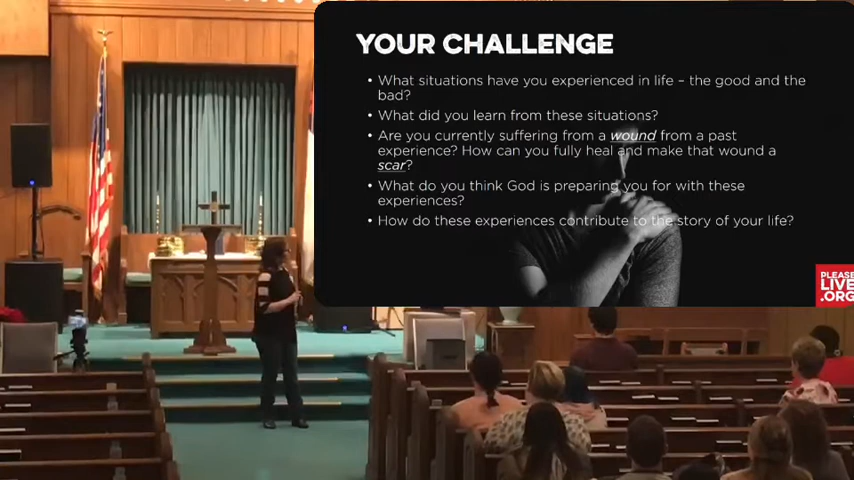 YOUR CHALLENGE
• What situations have you experienced in life – the good and the
bad?
• What did you learn from these situations?
• Are you currently suffering from a wound from a past
experience? How can you fully heal and make that wound a
scar?
• What do you think God is preparing you for with these
experiences?
• How do these experiences contribute to the story of your life?
PLEASE
LIVE
.ORG